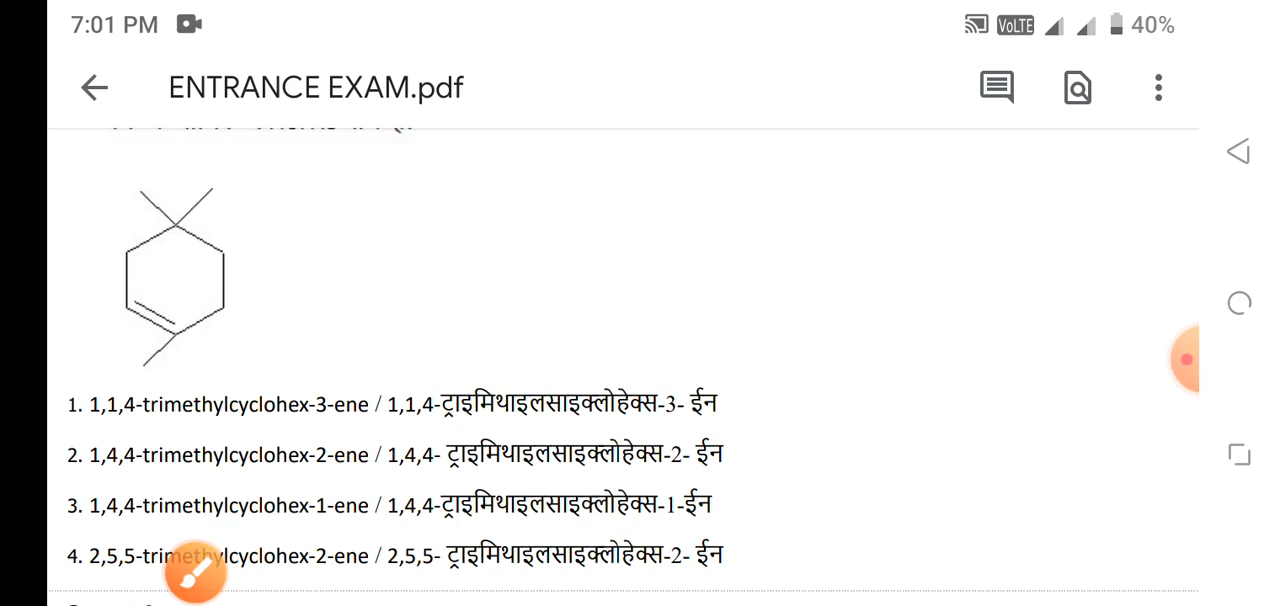 7:01 PM VoLTE 40%
ENTRANCE EXAM.pdf
1. 1,1,4-trimethylcyclohex-3-ene / 1,1,4-ट्राइमिथाइलसाइक्लोहेक्स-3- ईन
2. 1,4,4-trimethylcyclohex-2-ene / 1,4,4- ट्राइमिथाइलसाइक्लोहेक्स-2- ईन
3. 1,4,4-trimethylcyclohex-1-ene / 1,4,4-ट्राइमिथाइलसाइक्लोहेक्स-1-ईन
4. 2,5,5-trimethylcyclohex-2-ene / 2,5,5- ट्राइमिथाइलसाइक्लोहेक्स-2- ईन